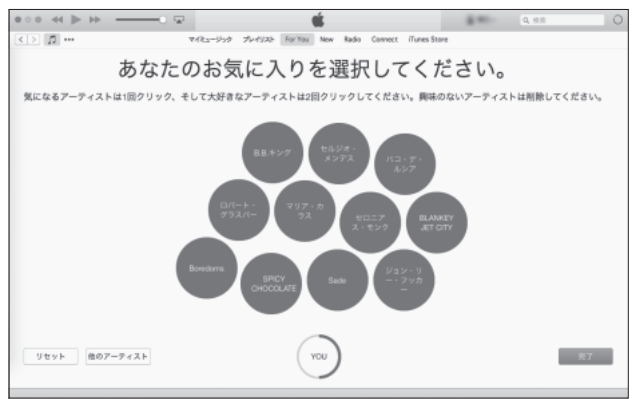 検索
マイミュージック プレイリスト For You New Radio Connect iTunes Store
あなたのお気に入りを選択してください。
気になるアーティストは1回クリック、そして大好きなアーティストは2回クリックしてください。興味のないアーティストは削除してください。
B.B.キング
セルジオ・
メンデス
パコ・デ・
ルシア
ロバート・
グラスパー
マリア・カ
ラス
セロニア
ス・モンク
BLANKEY
JET CITY
Boredoms
SPICY
CHOCOLATE
Sade
ジョン・リ
ー・フッカ
ー
リセット
他のアーティスト
YOU
完了